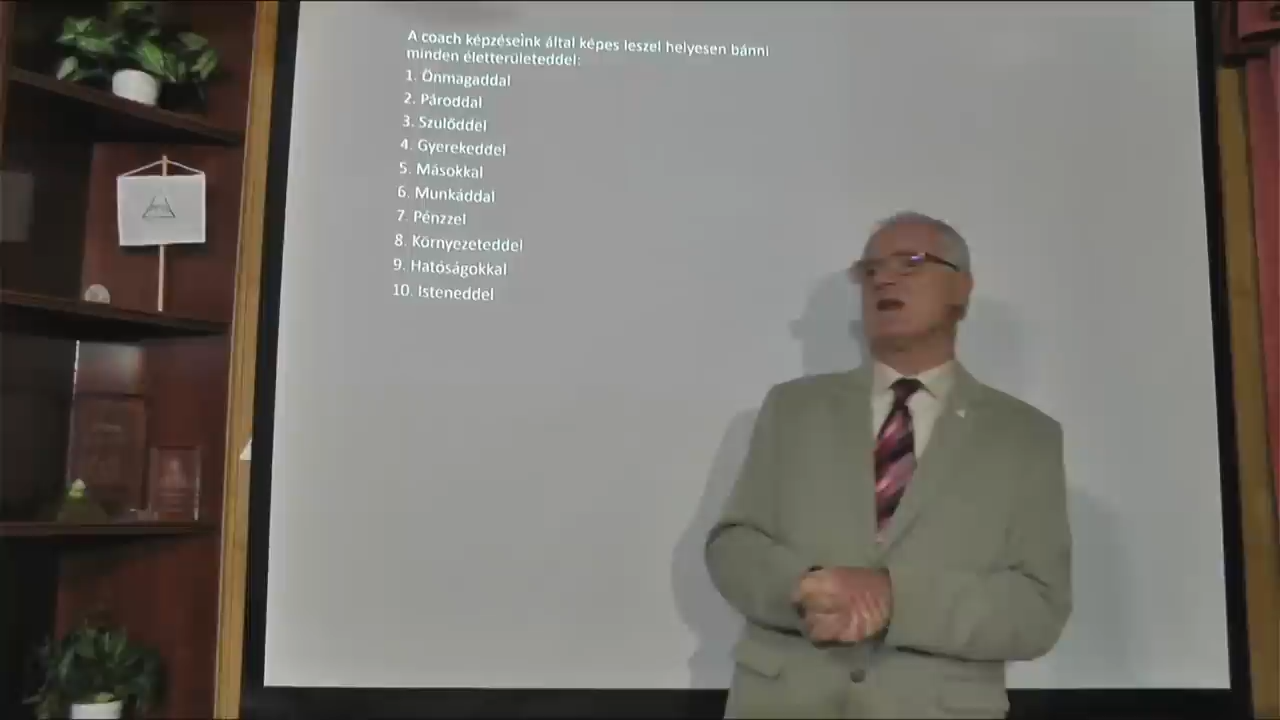 A coach képzéseink által képes leszel helyesen bánni
minden életterületeddel:
1. Önmagaddal
2. Pároddal
3. Szulőddel
4. Gyerekeddel
5. Másokkal
6. Munkáddal
7. Pénzzel
8. Környezeteddel
9. Hatóságokkal
10. Isteneddel